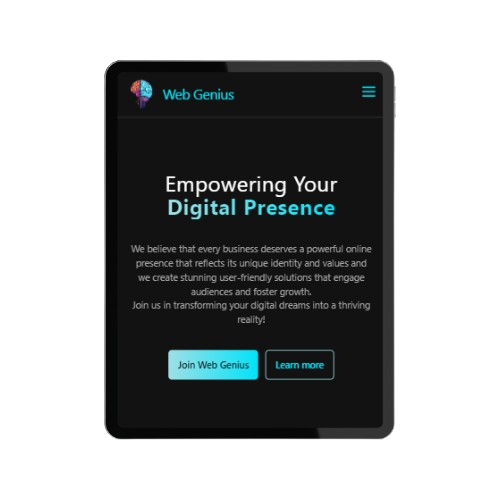 Web Genius
Empowering Your
Digital Presence
We believe that every business deserves a powerful online
presence that reflects its unique identity and values and
we create stunning user-friendly solutions that engage
audiences and foster growth.
Join us in transforming your digital dreams into a thriving
reality!
Join Web Genius
Learn more